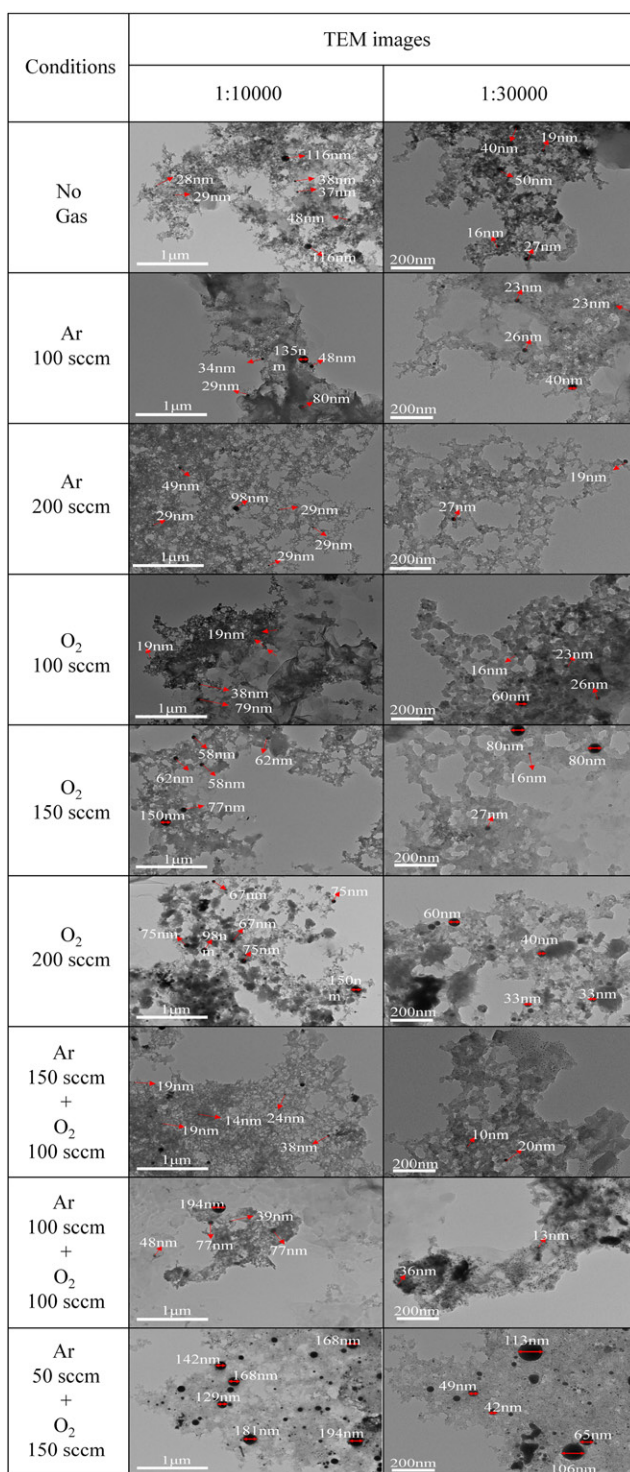 Conditions
TEM images
1:10000
1:30000
No
Gas
28nm
29nm
116nm
38nm
37nm
48nm
116nm
1μm
40nm
19nm
50nm
16nm
27nm
200nm
Ar
100 sccm
34nm
29nm
135n
m
48nm
80nm
1μm
23nm
23nm
26nm
40nm
200nm
Ar
200 sccm
49nm
98nm
29nm
29nm
29nm
29nm
1μm
19nm
27nm
200nm
O₂
100 sccm
19nm
19nm
38nm
79nm
1μm
16nm
23nm
26nm
60nm
200nm
O₂
150 sccm
58nm
62nm
62nm
58nm
77nm
150nm
1μm
80nm
80nm
16nm
27nm
200nm
O₂
200 sccm
67nm
75nm
75nm
98n
m
67nm
75nm
150n
m
1μm
60nm
40nm
33nm
33nm
200nm
Ar
150 sccm
+
O₂
100 sccm
19nm
14nm
24nm
19nm
38nm
1μm
10nm
20nm
200nm
Ar
100 sccm
+
O₂
100 sccm
194nm
39nm
48nm
77nm
77nm
1μm
13nm
36nm
200nm
Ar
50 sccm
+
O₂
150 sccm
168nm
142nm
168nm
129nm
181nm
194nm
1μm
113nm
49nm
42nm
65nm
106nm
200nm